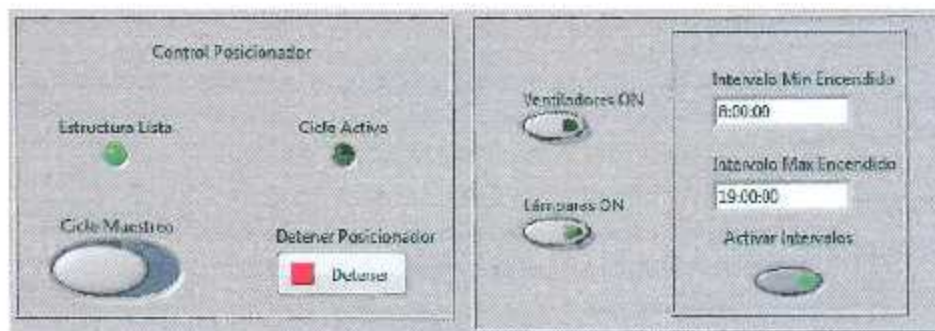 Control Posicionador
Estructura Lista
Ciclo Activo
Ciclo Muestreo
Detener Posicionador
Detener
Ventiladores ON
Lámparas ON
Intervalo Min Encendido
8:00:00
Intervalo Max Encendido
19:00:00
Activar Intervalos